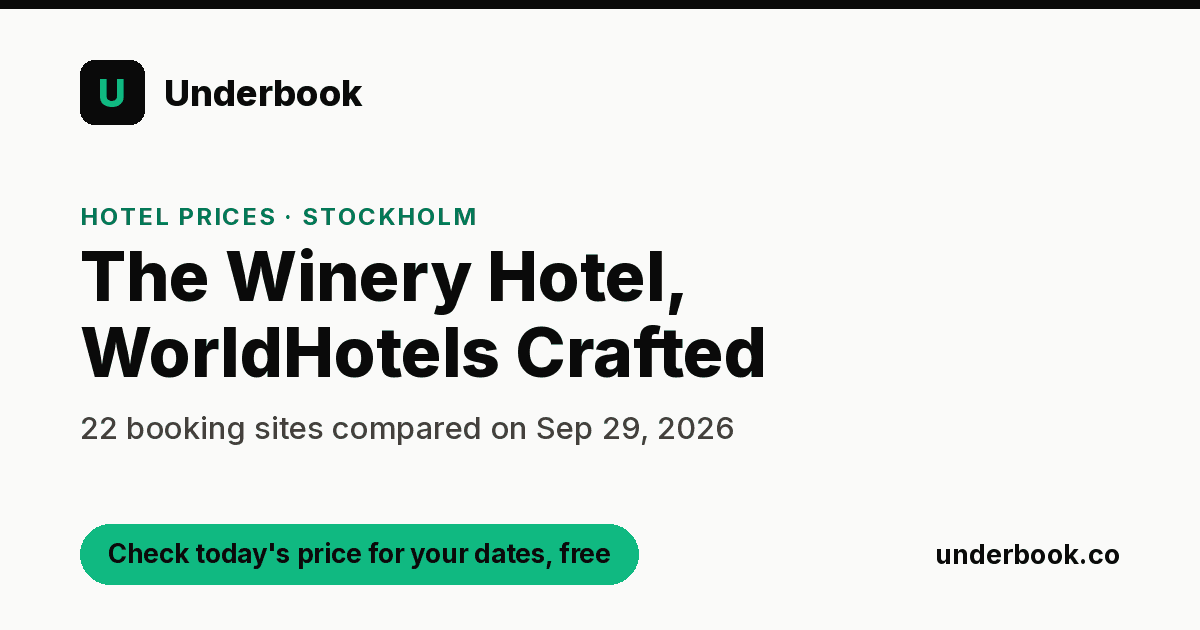 U
Underbook
HOTEL PRICES · STOCKHOLM
The Winery Hotel,
WorldHotels Crafted
22 booking sites compared on Sep 29, 2026
Check today's price for your dates, free
underbook.co